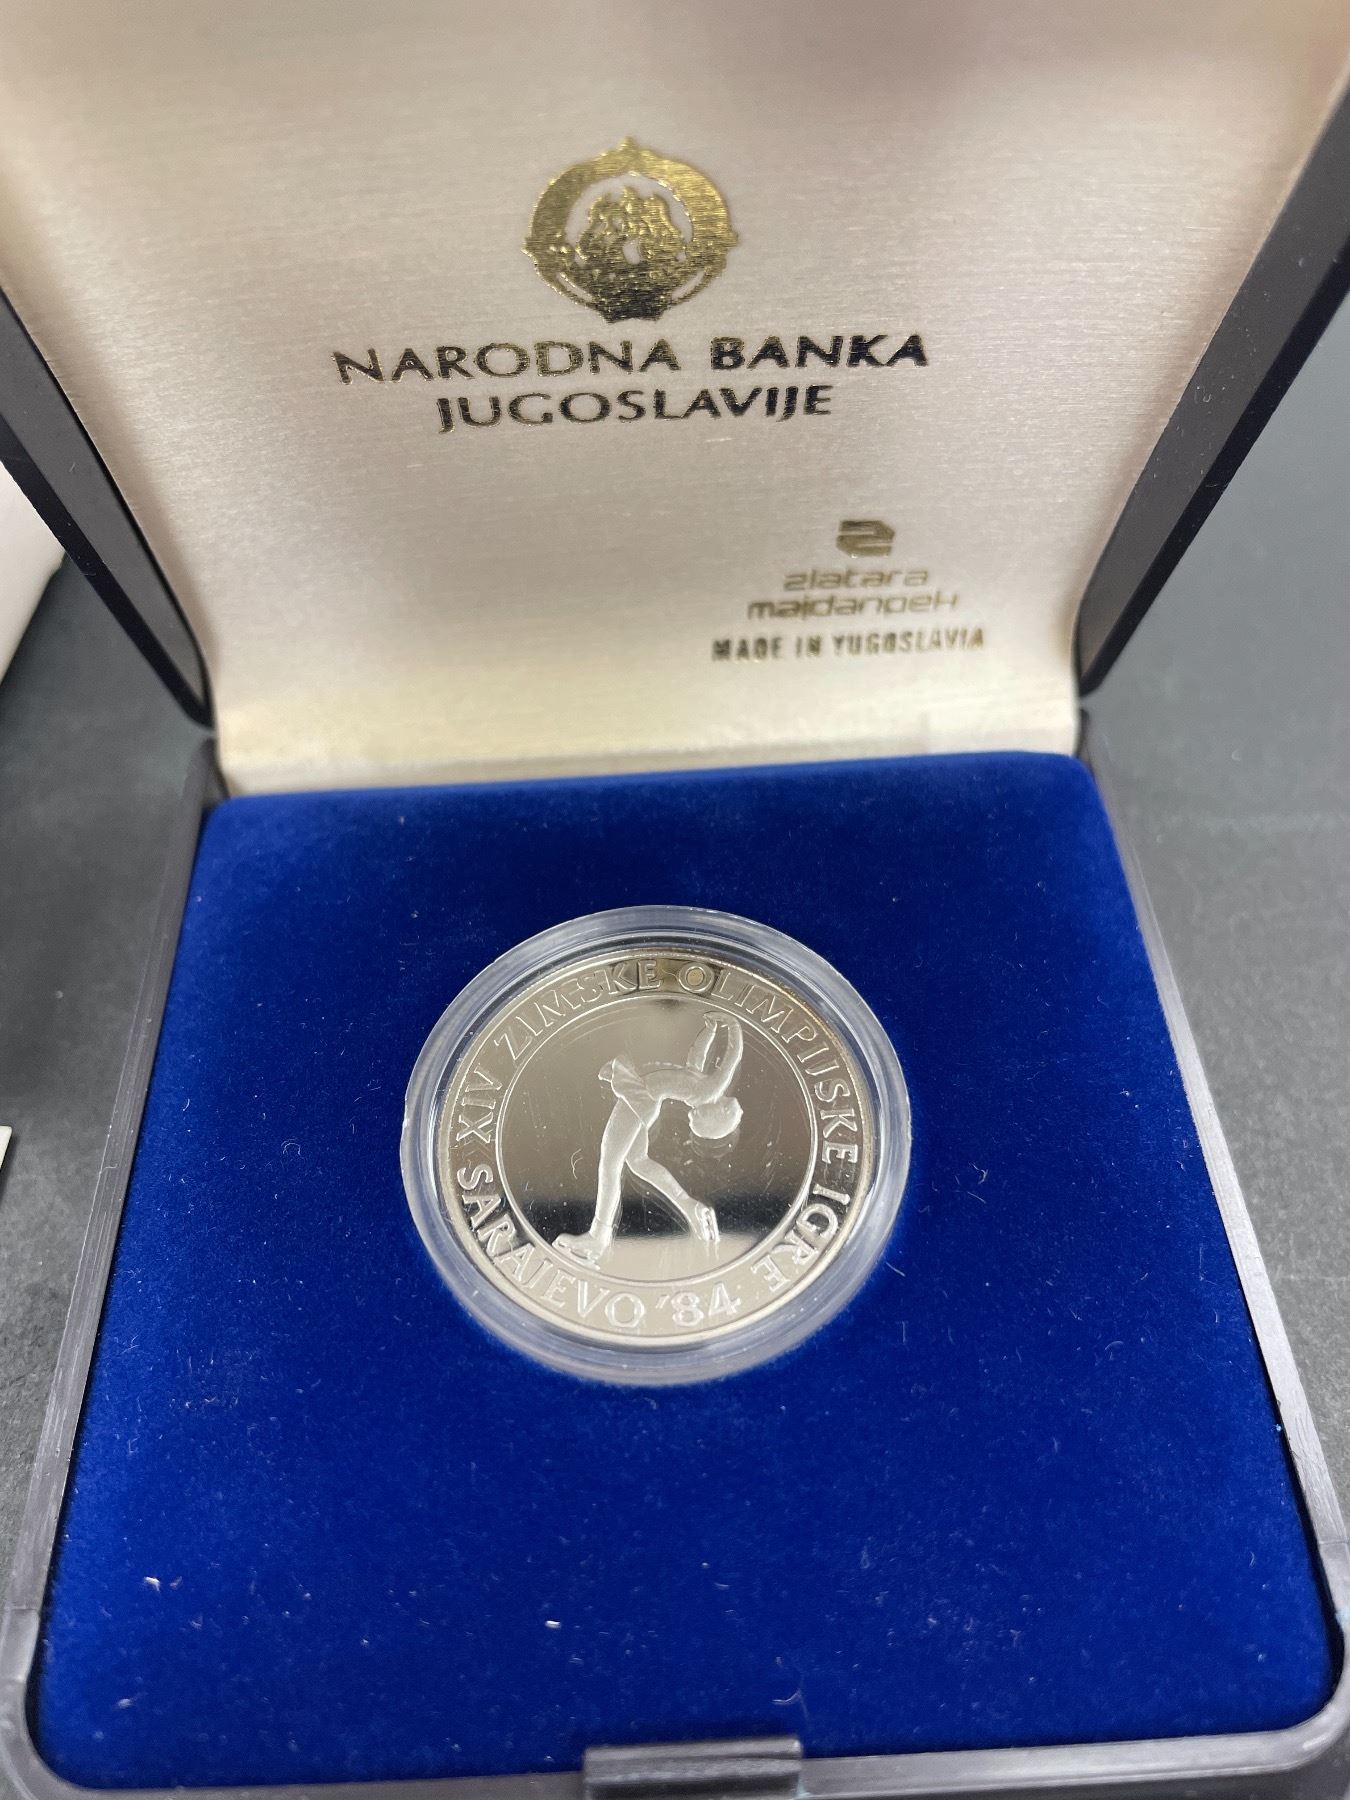 NARODNA BANKA
JUGOSLAVIJE
zlatara
majdanpek
MADE IN YUGOSLAVIA
XIV ZIMSKE OLIMPIJSKE IGRE
SARAJEVO '84